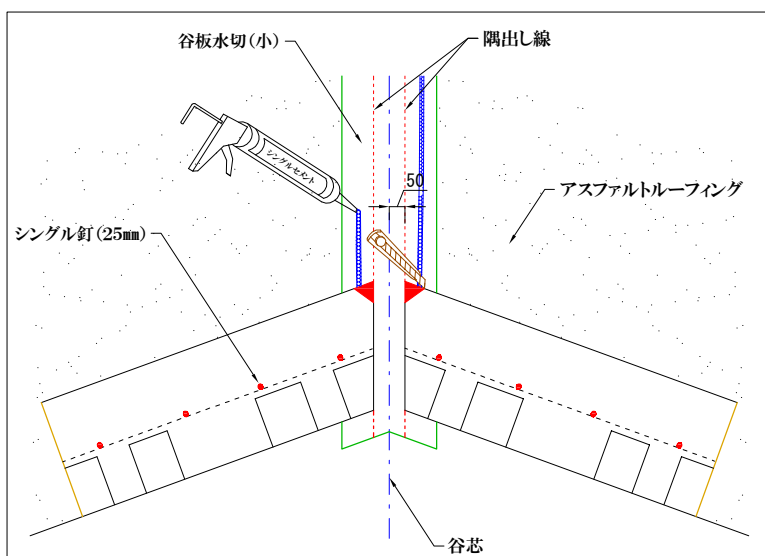 谷板水切(小)
隅出し線
シングルセメント
50
アスファルトルーフィング
シングル釘(25㎜)
谷芯